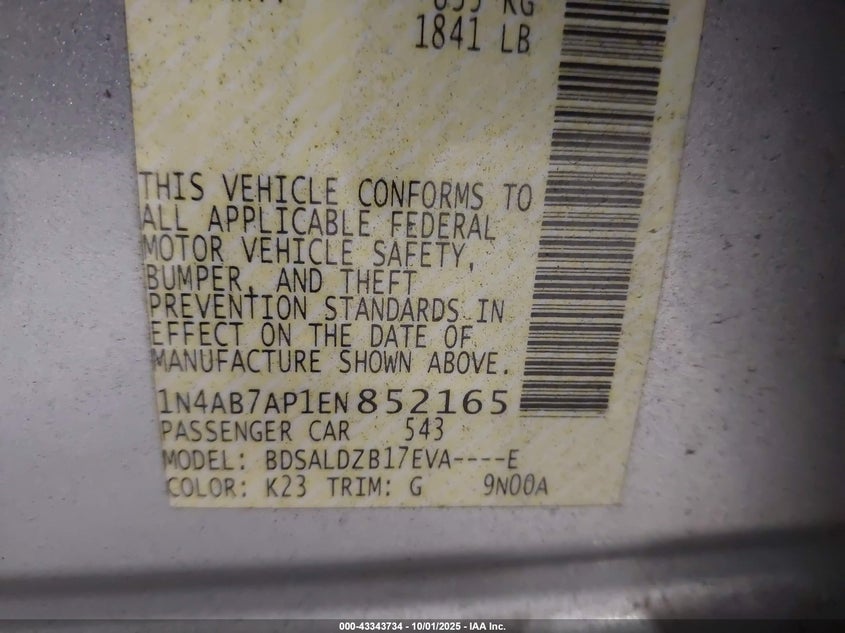 KG
1841 LB
THIS VEHICLE CONFORMS TO
ALL APPLICABLE FEDERAL
MOTOR VEHICLE SAFETY,
BUMPER, AND THEFT
PREVENTION STANDARDS IN
EFFECT ON THE DATE OF
MANUFACTURE SHOWN ABOVE.
1N4AB7AP1EN852165
PASSENGER CAR 543
MODEL: BDSALDZB17EVA----E
COLOR: K23 TRIM: G 9N00A
000-43343734 - 10/01/2025 - IAA Inc.